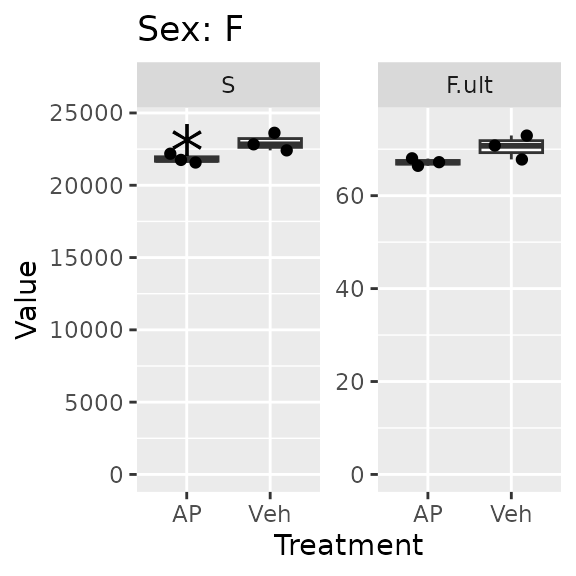 Sex: F
S
F.ult
25000
20000
15000
10000
5000
0
60
40
20
0
*
AP
Veh
AP
Veh
Value
Treatment